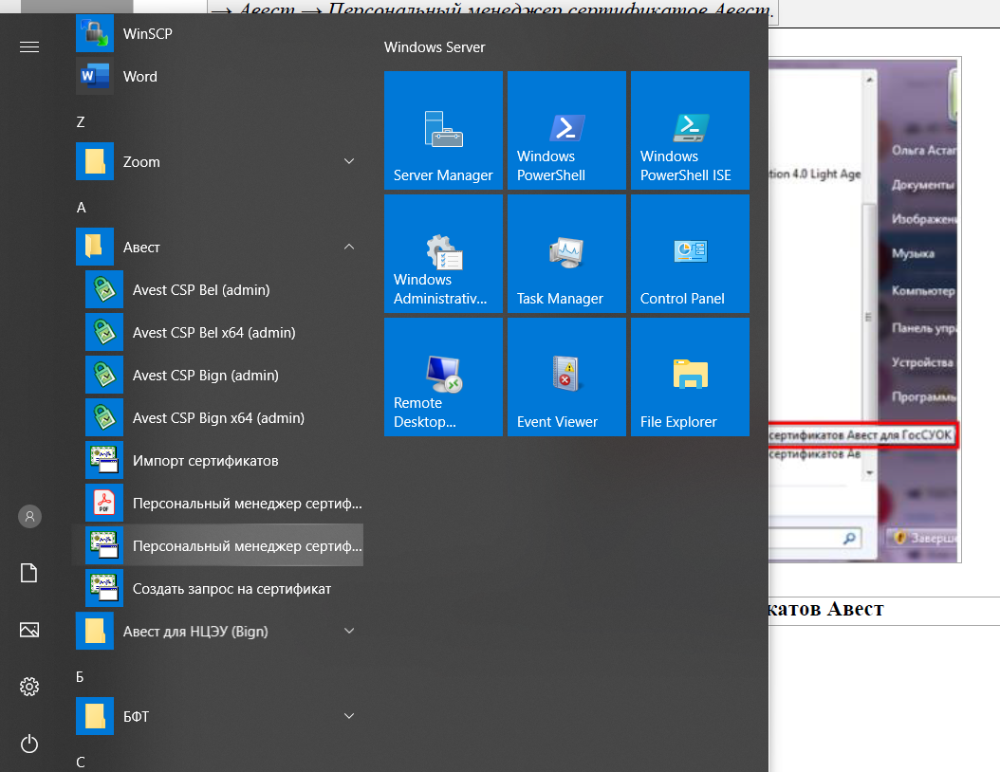 → Авест → Персональный менеджер сертификатов Авест.
WinSCP
Word
Z
Zoom
А
Авест
Avest CSP Bel (admin)
Avest CSP Bel x64 (admin)
Avest CSP Bign (admin)
Avest CSP Bign x64 (admin)
Импорт сертификатов
Персональный менеджер сертиф...
Персональный менеджер сертиф...
Создать запрос на сертификат
Авест для НЦЭУ (Bign)
Б
БФТ
С
Windows Server
Server Manager
Windows
PowerShell
Windows
PowerShell ISE
Windows
Administrativ...
Task Manager
Control Panel
Remote
Desktop...
Event Viewer
File Explorer
Ольга Астап
tion 4.0 Light Age
Документы
Изображени
Музыка
Компьютер
Панель упра
Устройства
Программы
сертификатов Авест для ГосСУОК
сертификатов Ав
Заверше
катов Авест